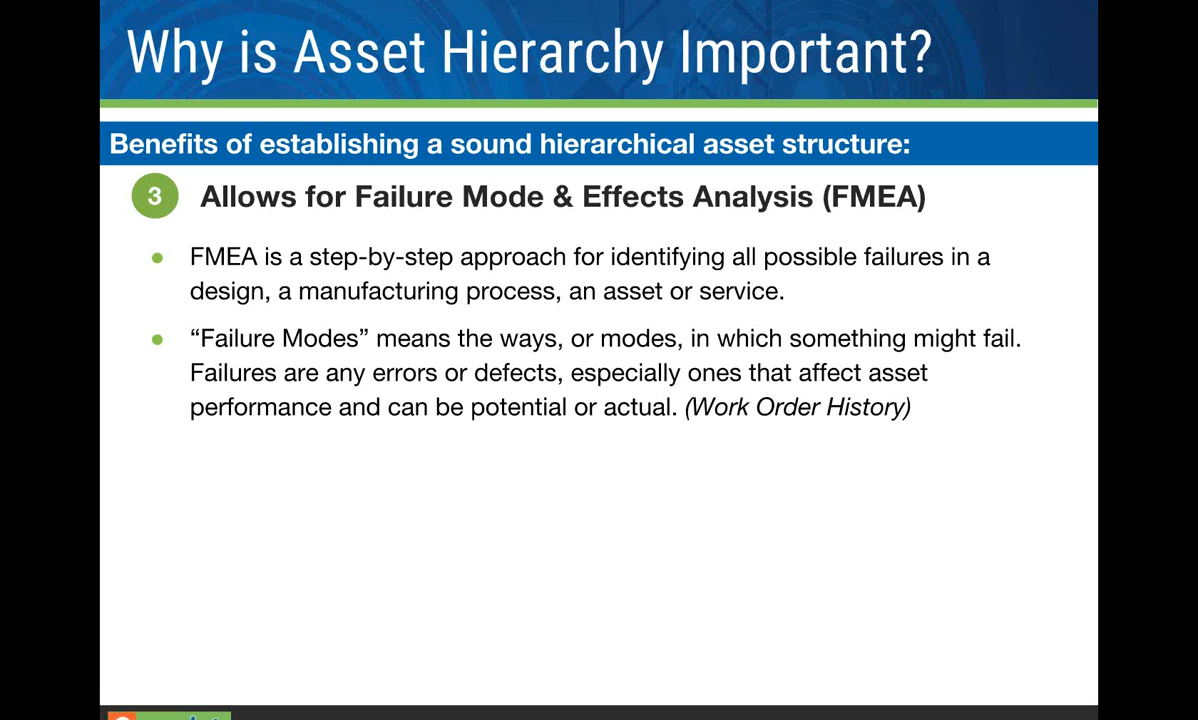 Why is Asset Hierarchy Important?
Benefits of establishing a sound hierarchical asset structure:
3 Allows for Failure Mode & Effects Analysis (FMEA)
• FMEA is a step-by-step approach for identifying all possible failures in a
design, a manufacturing process, an asset or service.
• “Failure Modes” means the ways, or modes, in which something might fail.
Failures are any errors or defects, especially ones that affect asset
performance and can be potential or actual. (Work Order History)